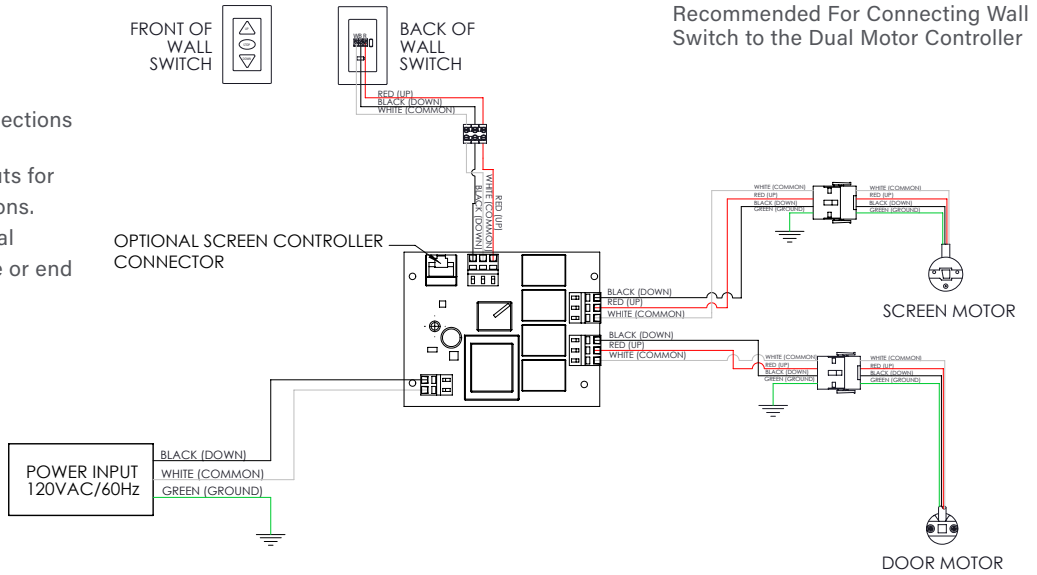 Recommended For Connecting Wall
Switch to the Dual Motor Controller
FRONT OF
WALL
SWITCH
BACK OF
WALL
SWITCH
RED (UP)
BLACK (DOWN)
WHITE (COMMON)
ections
ts for
ons.
al
e or end
BLACK (DOWN)
WHITE (COMMON)
RED (UP)
OPTIONAL SCREEN CONTROLLER
CONNECTOR
WHITE (COMMON)
RED (UP)
BLACK (DOWN)
GREEN (GROUND)
WHITE (COMMON)
RED (UP)
BLACK (DOWN)
GREEN (GROUND)
SCREEN MOTOR
BLACK (DOWN)
RED (UP)
WHITE (COMMON)
BLACK (DOWN)
RED (UP)
WHITE (COMMON)
WHITE (COMMON)
RED (UP)
BLACK (DOWN)
GREEN (GROUND)
WHITE (COMMON)
RED (UP)
BLACK (DOWN)
GREEN (GROUND)
DOOR MOTOR
POWER INPUT
120VAC/60Hz
BLACK (DOWN)
WHITE (COMMON)
GREEN (GROUND)